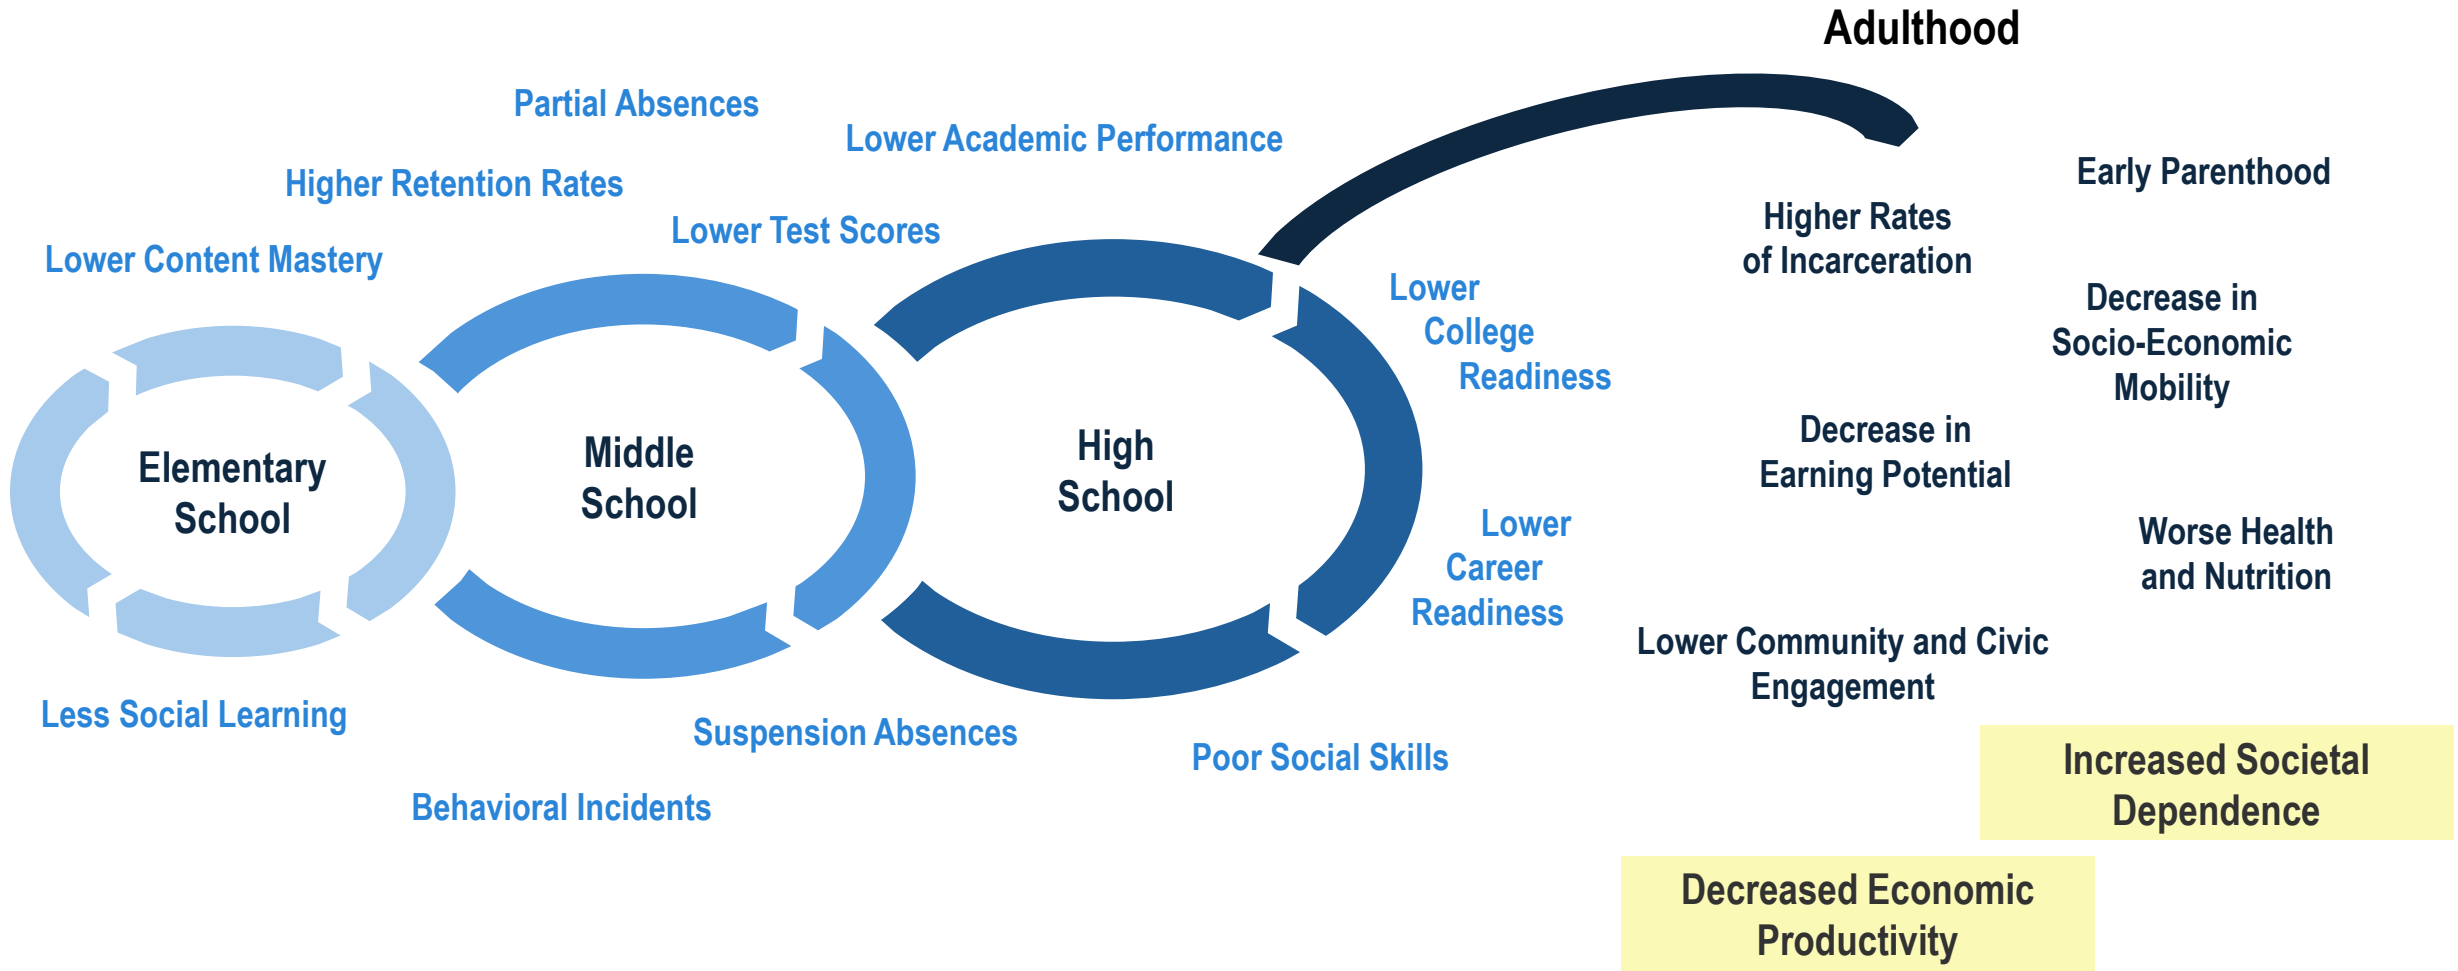 Adulthood
Partial Absences
Lower Academic Performance
Higher Retention Rates
Lower Test Scores
Lower Content Mastery
Elementary
School
Middle
School
High
School
Lower
College
Readiness
Lower
Career
Readiness
Less Social Learning
Suspension Absences
Poor Social Skills
Behavioral Incidents
Early Parenthood
Higher Rates
of Incarceration
Decrease in
Socio-Economic
Mobility
Decrease in
Earning Potential
Worse Health
and Nutrition
Lower Community and Civic
Engagement
Increased Societal
Dependence
Decreased Economic
Productivity